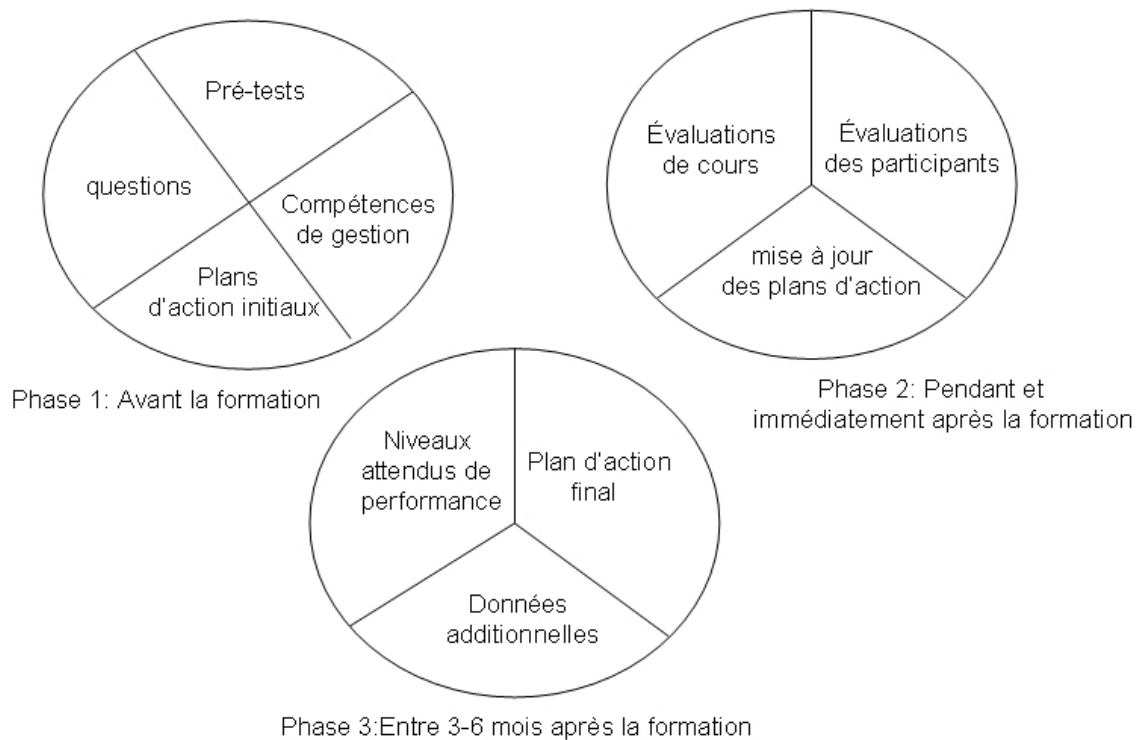 Pré-tests
questions
Compétences
de gestion
Plans
d'action initiaux
Phase 1: Avant la formation
Évaluations
de cours
Évaluations
des participants
mise à jour
des plans d'action
Phase 2: Pendant et
immédiatement après la formation
Niveaux
attendus de
performance
Plan d'action
final
Données
additionnelles
Phase 3:Entre 3-6 mois après la formation